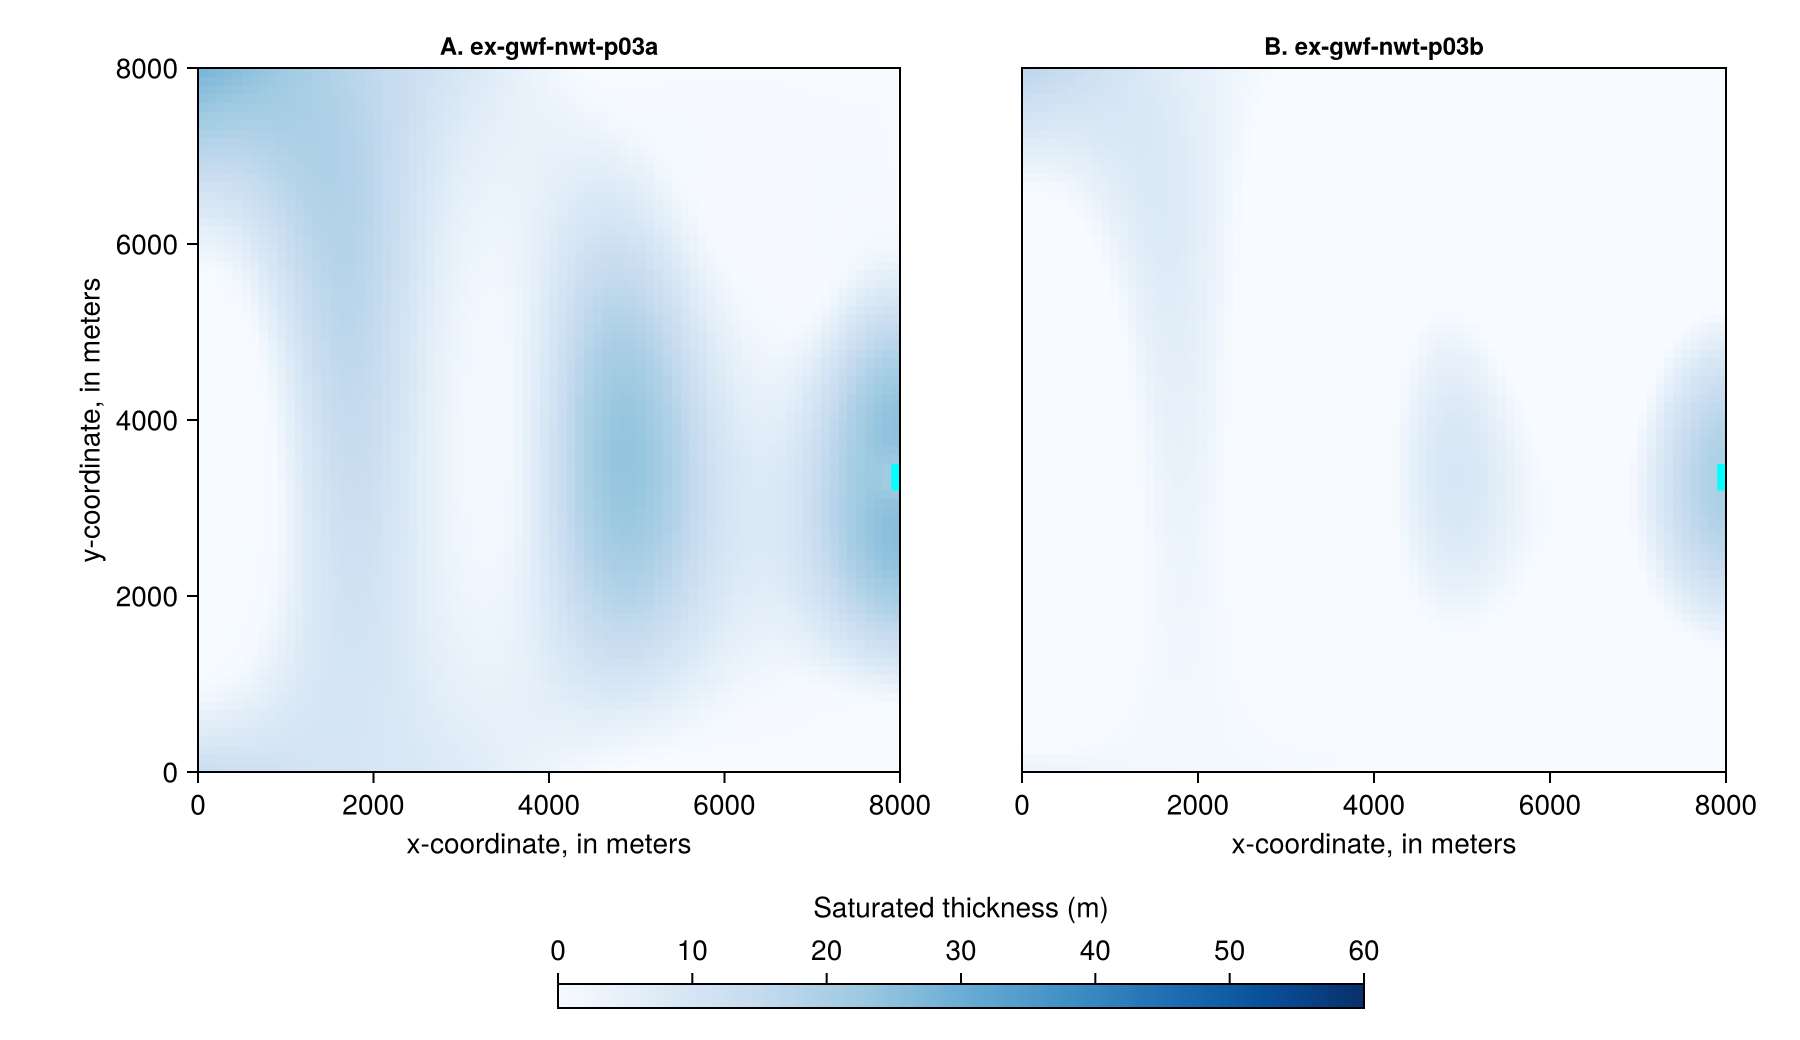 A. ex-gwf-nwt-p03a
B. ex-gwf-nwt-p03b
8000
6000
4000
2000
0
y-coordinate, in meters
0 2000 4000 6000 8000
0 2000 4000 6000 8000
x-coordinate, in meters
x-coordinate, in meters
Saturated thickness (m)
0 10 20 30 40 50 60